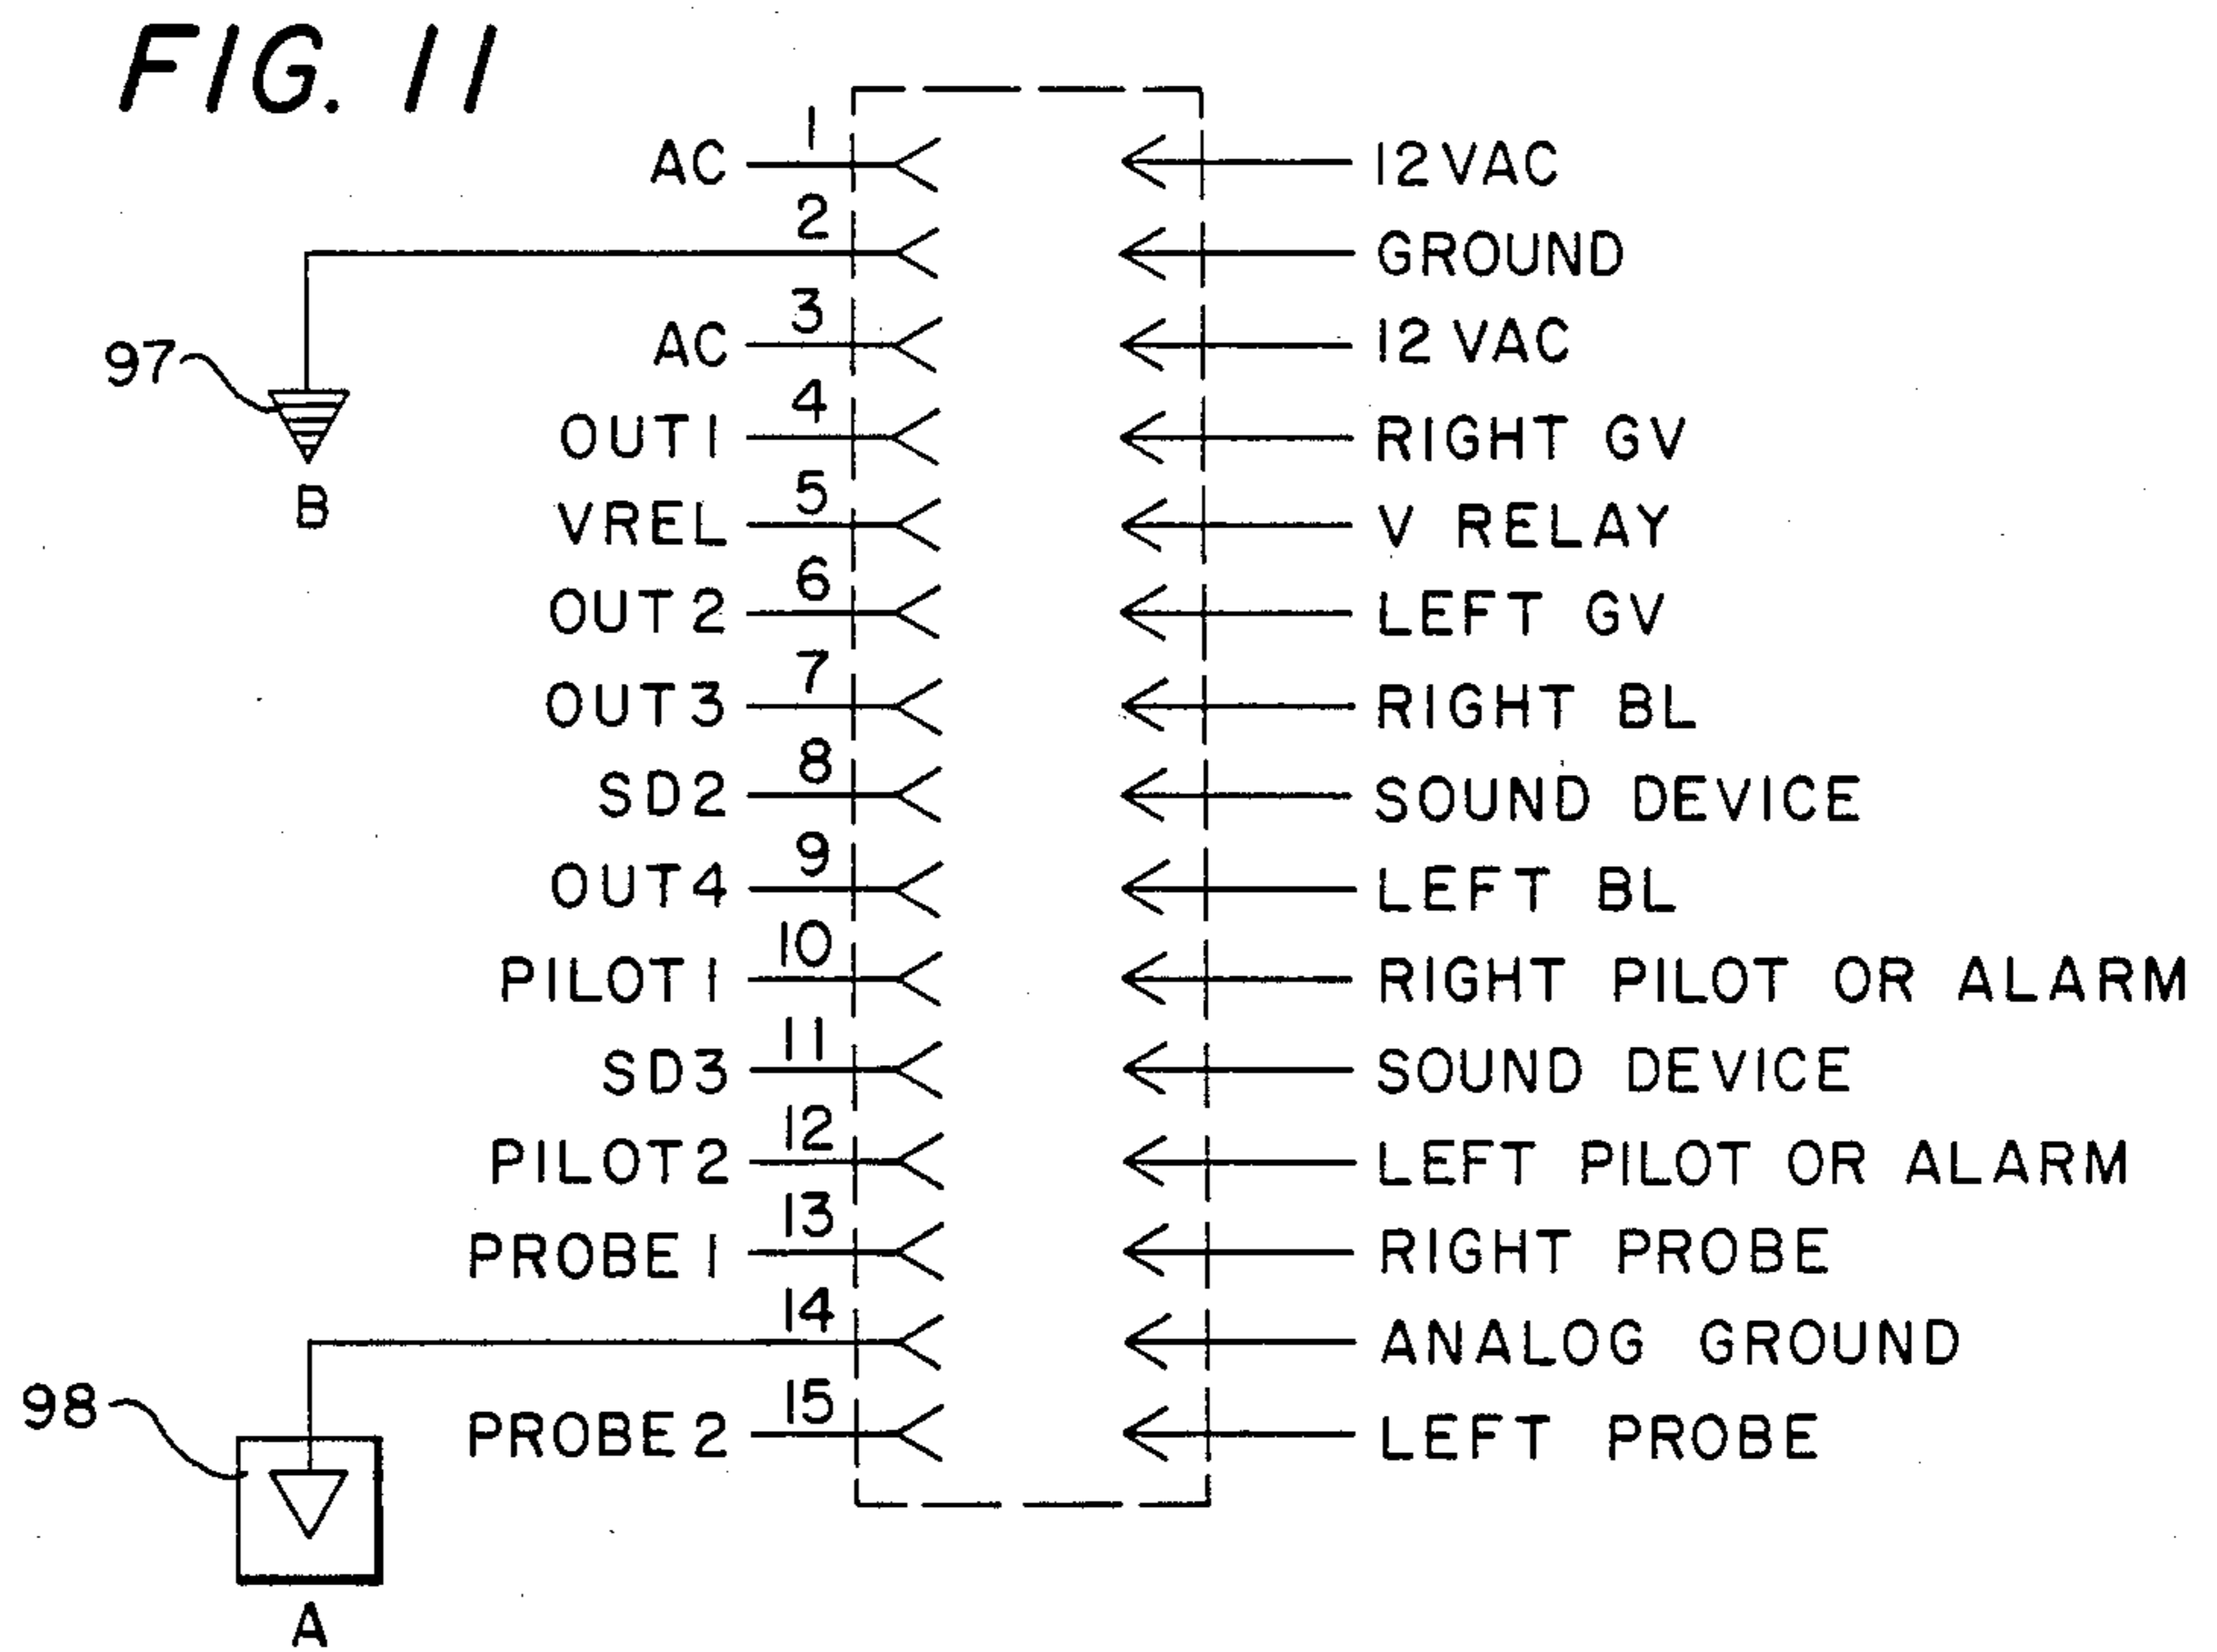 FIG. 11
1
AC 12VAC
2
GROUND
3
AC 12 VAC
97
4
OUT1 RIGHT GV
B
5
VREL V RELAY
6
OUT2 LEFT GV
7
OUT3 RIGHT BL
8
SD2 SOUND DEVICE
9
OUT4 LEFT BL
10
PILOT1 RIGHT PILOT OR ALARM
11
SD3 SOUND DEVICE
12
PILOT2 LEFT PILOT OR ALARM
13
PROBE1 RIGHT PROBE
14
ANALOG GROUND
98
15
PROBE2 LEFT PROBE
A